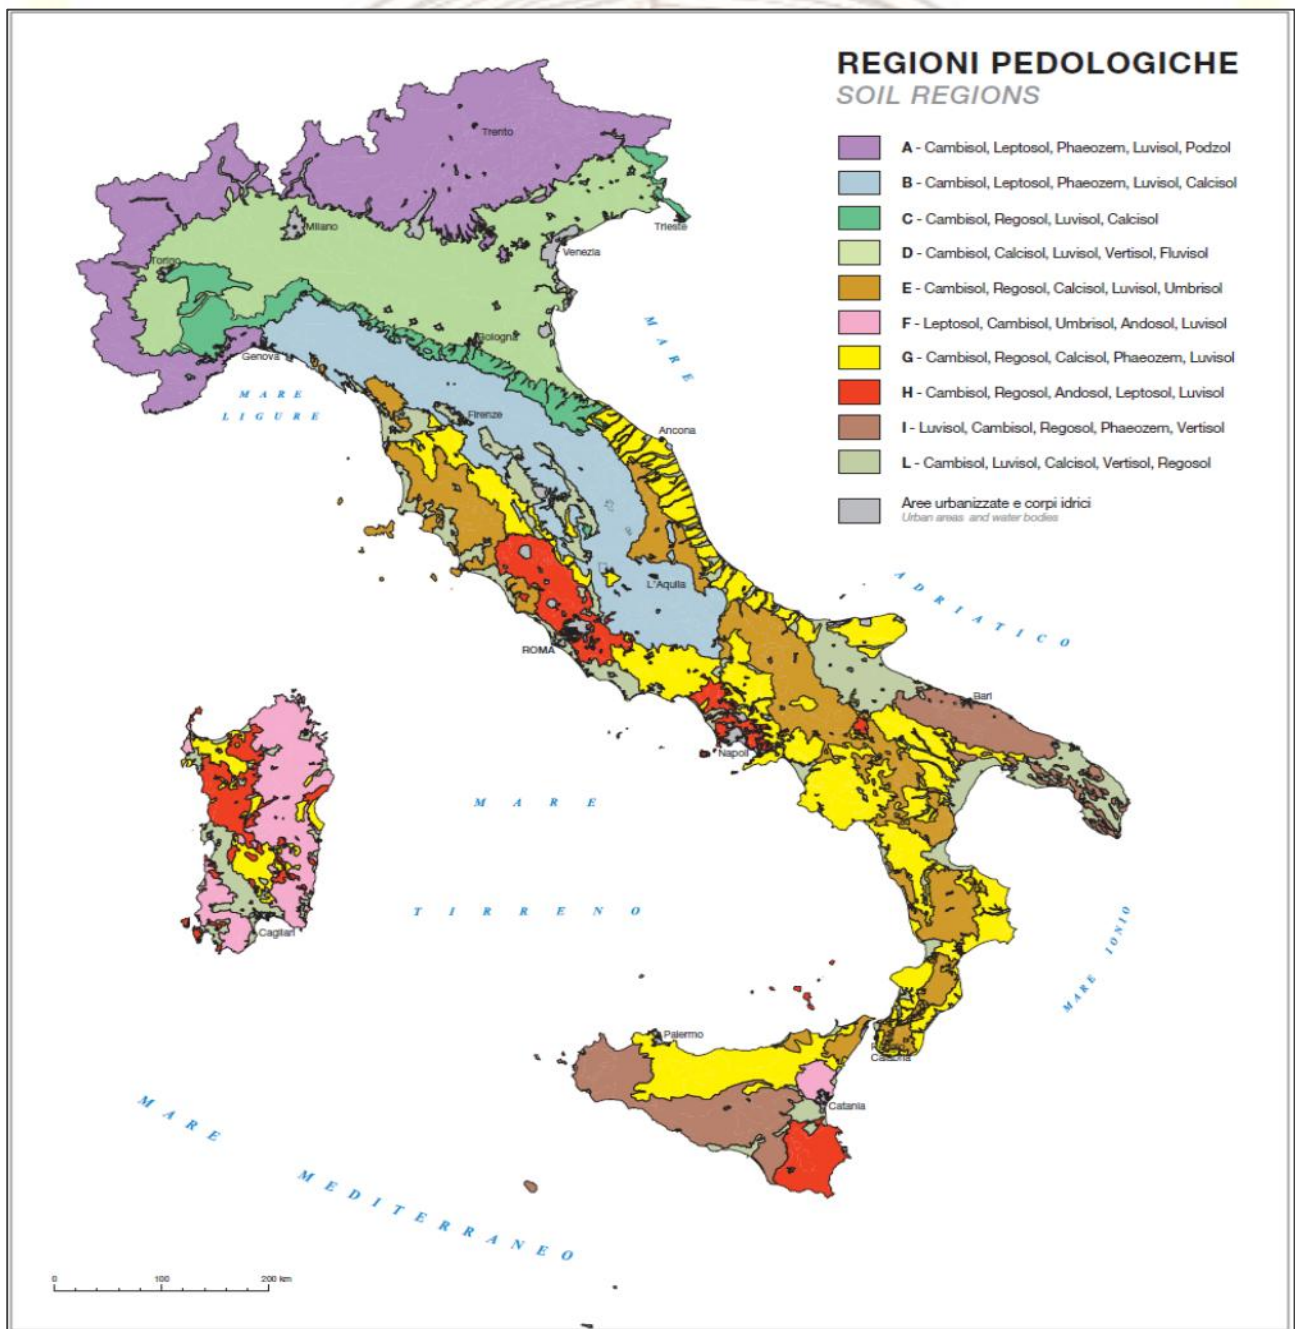 REGIONI PEDOLOGICHE
SOIL REGIONS
A - Cambisol, Leptosol, Phaeozem, Luvisol, Podzol
B - Cambisol, Leptosol, Phaeozem, Luvisol, Calcisol
C - Cambisol, Regosol, Luvisol, Calcisol
D - Cambisol, Calcisol, Luvisol, Vertisol, Fluvisol
E - Cambisol, Regosol, Calcisol, Luvisol, Umbrisol
F - Leptosol, Cambisol, Umbrisol, Andosol, Luvisol
G - Cambisol, Regosol, Calcisol, Phaeozem, Luvisol
H - Cambisol, Regosol, Andosol, Leptosol, Luvisol
I - Luvisol, Cambisol, Regosol, Phaeozem, Vertisol
L - Cambisol, Luvisol, Calcisol, Vertisol, Regosol
Aree urbanizzate e corpi idrici
Urban areas and water bodies
Trento
Milano
Trieste
Venezia
Torino
Bologna
Genova
MARE
MARE
LIGURE
Firenze
Ancona
L'Aquila
ADRIATICO
ROMA
Bari
Napoli
MARE
TIRRENO
Cagliari
MARE IONIO
Palermo
Calabria
Catania
MARE
MEDITERRANEO
0 100 200 km